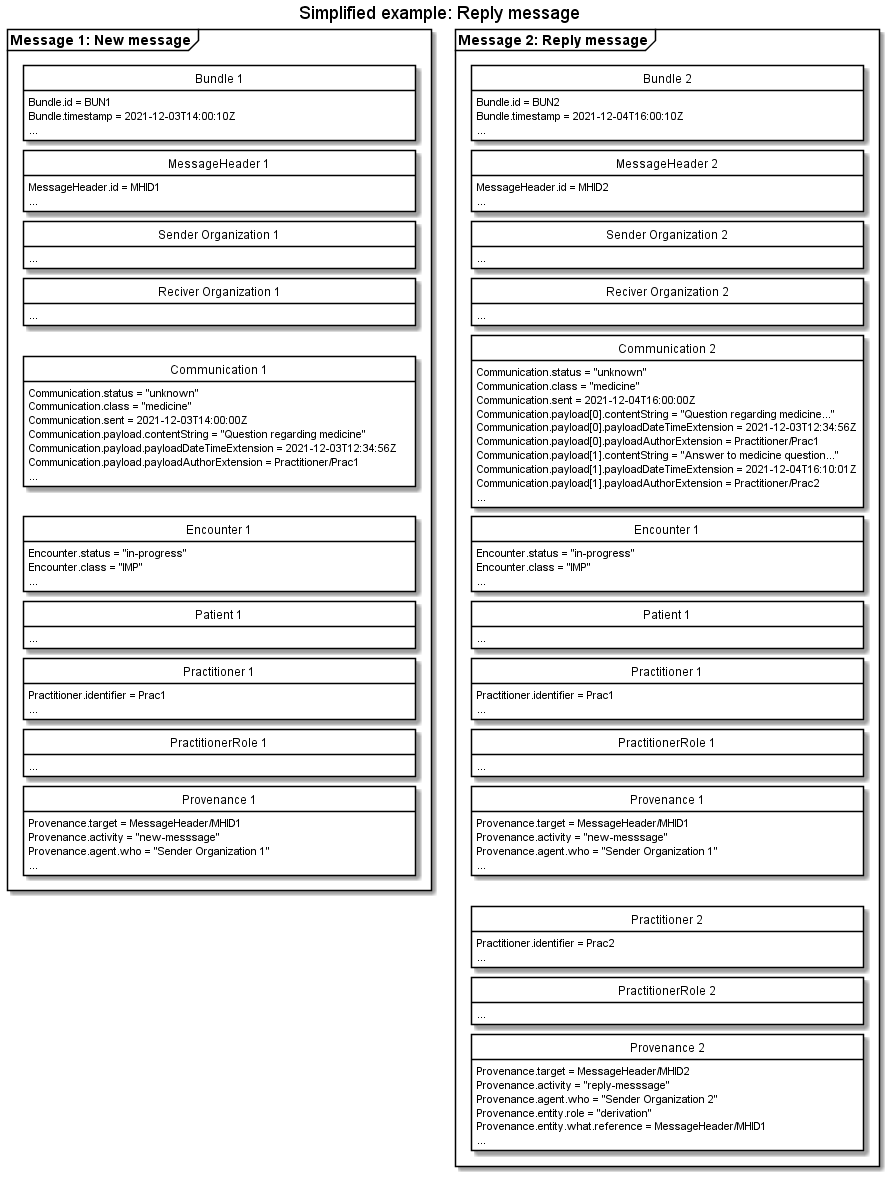 Simplified example: Reply message
Message 1: New message
Bundle 1
Bundle.id = BUN1
Bundle.timestamp = 2021-12-03T14:00:10Z
...
MessageHeader 1
MessageHeader.id = MHID1
...
Sender Organization 1
...
Reciver Organization 1
...
Communication 1
Communication.status = "unknown"
Communication.class = "medicine"
Communication.sent = 2021-12-03T14:00:00Z
Communication.payload.contentString = "Question regarding medicine"
Communication.payload.payloadDateTimeExtension = 2021-12-03T12:34:56Z
Communication.payload.payloadAuthorExtension = Practitioner/Prac1
...
Encounter 1
Encounter.status = "in-progress"
Encounter.class = "IMP"
...
Patient 1
...
Practitioner 1
Practitioner.identifier = Prac1
...
PractitionerRole 1
...
Provenance 1
Provenance.target = MessageHeader/MHID1
Provenance.activity = "new-messsage"
Provenance.agent.who = "Sender Organization 1"
...
Message 2: Reply message
Bundle 2
Bundle.id = BUN2
Bundle.timestamp = 2021-12-04T16:00:10Z
...
MessageHeader 2
MessageHeader.id = MHID2
...
Sender Organization 2
...
Reciver Organization 2
...
Communication 2
Communication.status = "unknown"
Communication.class = "medicine"
Communication.sent = 2021-12-04T16:00:00Z
Communication.payload[0].contentString = "Question regarding medicine..."
Communication.payload[0].payloadDateTimeExtension = 2021-12-03T12:34:56Z
Communication.payload[0].payloadAuthorExtension = Practitioner/Prac1
Communication.payload[1].contentString = "Answer to medicine question..."
Communication.payload[1].payloadDateTimeExtension = 2021-12-04T16:10:01Z
Communication.payload[1].payloadAuthorExtension = Practitioner/Prac2
...
Encounter 1
Encounter.status = "in-progress"
Encounter.class = "IMP"
...
Patient 1
...
Practitioner 1
Practitioner.identifier = Prac1
...
PractitionerRole 1
...
Provenance 1
Provenance.target = MessageHeader/MHID1
Provenance.activity = "new-messsage"
Provenance.agent.who = "Sender Organization 1"
...
Practitioner 2
Practitioner.identifier = Prac2
...
PractitionerRole 2
...
Provenance 2
Provenance.target = MessageHeader/MHID2
Provenance.activity = "reply-messsage"
Provenance.agent.who = "Sender Organization 2"
Provenance.entity.role = "derivation"
Provenance.entity.what.reference = MessageHeader/MHID1
...